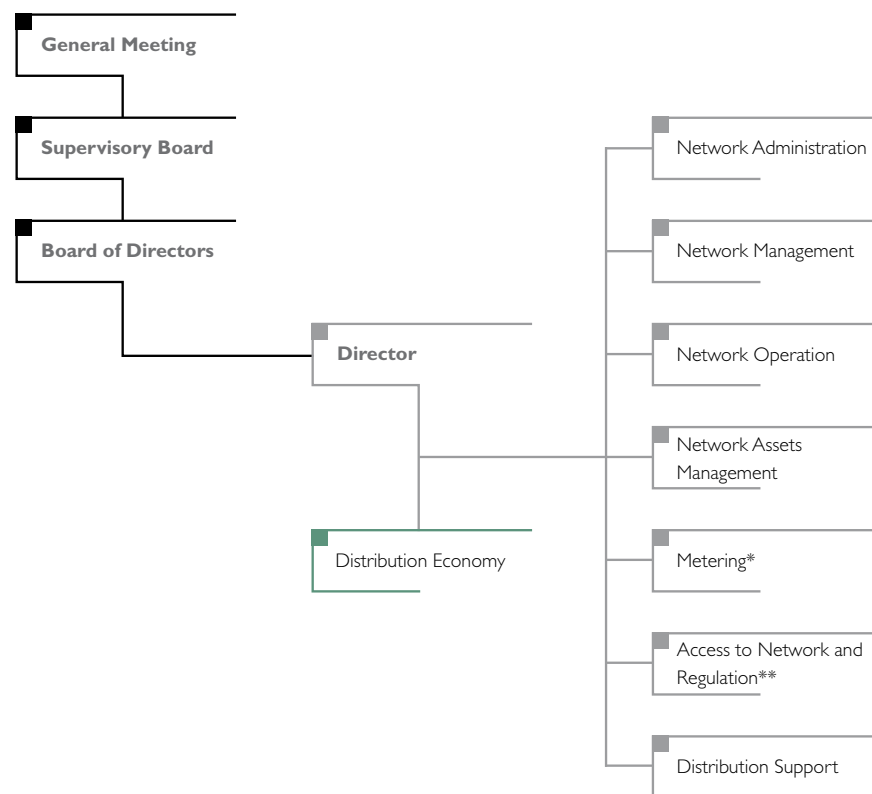 General Meeting
Supervisory Board
Board of Directors
Director
Distribution Economy
Network Administration
Network Management
Network Operation
Network Assets
Management
Metering*
Access to Network and
Regulation**
Distribution Support